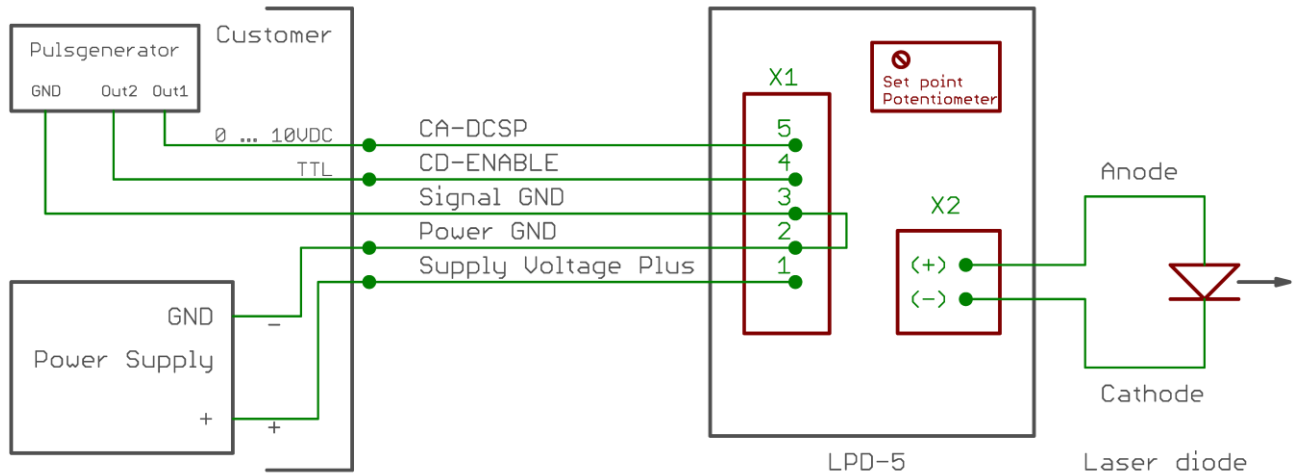 Customer
Pulsgenerator
GND Out2 Out1
0 ... 10VDC
TTL
CA-DCSP
CD-ENABLE
Signal GND
Power GND
Supply Voltage Plus
GND
-
Power Supply
+
+
X1
5
4
3
2
1
Set point
Potentiometer
X2
(+)
(-)
Anode
Cathode
LPD-5
Laser diode